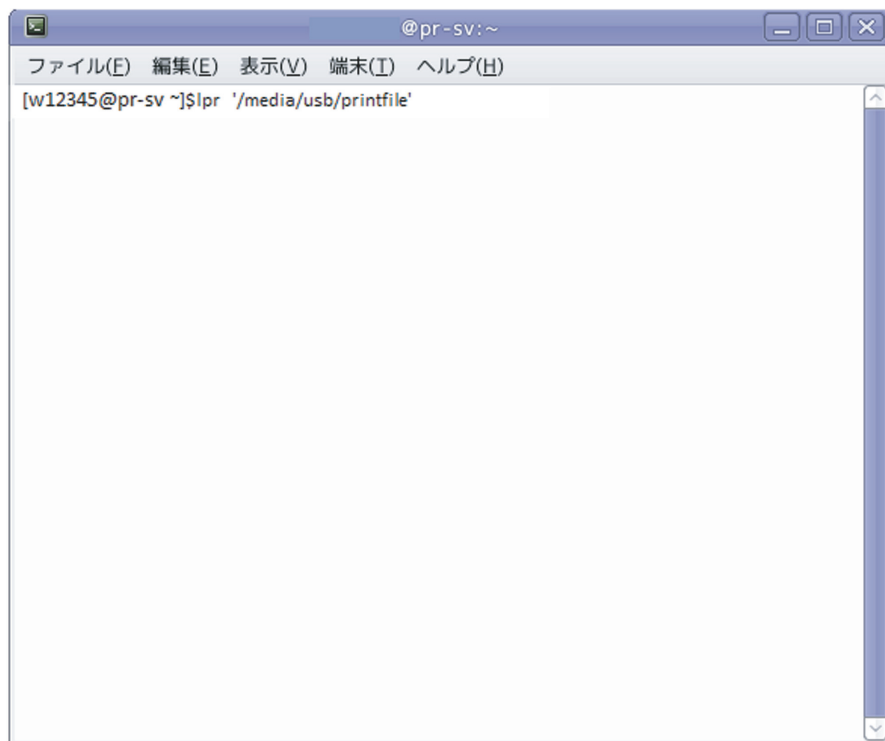 @pr-sv:~
ファイル(F) 編集(E) 表示(V) 端末(T) ヘルプ(H)
[w12345@pr-sv ~]$lpr '/media/usb/printfile'